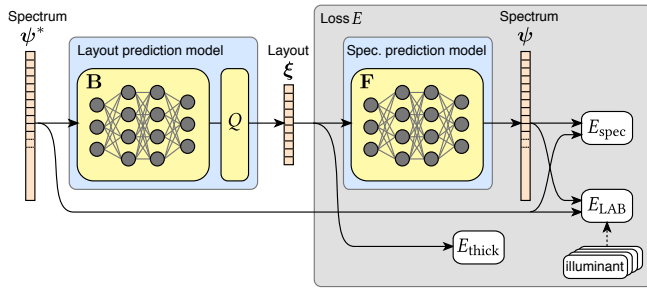 Spectrum
ψ*
Layout prediction model
B
Q
Layout
ξ
Loss E
Spec. prediction model
F
Spectrum
ψ
E_spec
E_LAB
E_thick
illuminant